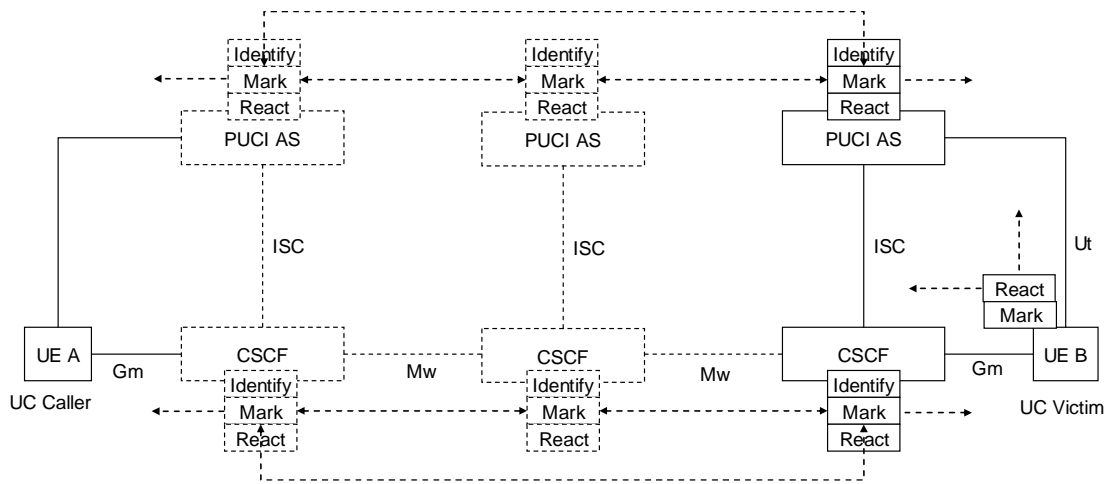 Identify
Identify
Identify
Mark
Mark
Mark
React
React
React
PUCI AS
PUCI AS
PUCI AS
ISC
ISC
ISC
Ut
React
Mark
UE A
CSCF
CSCF
CSCF
UE B
Gm
Mw
Mw
Gm
UC Caller
Identify
Identify
Identify
UC Victim
Mark
Mark
Mark
React
React
React